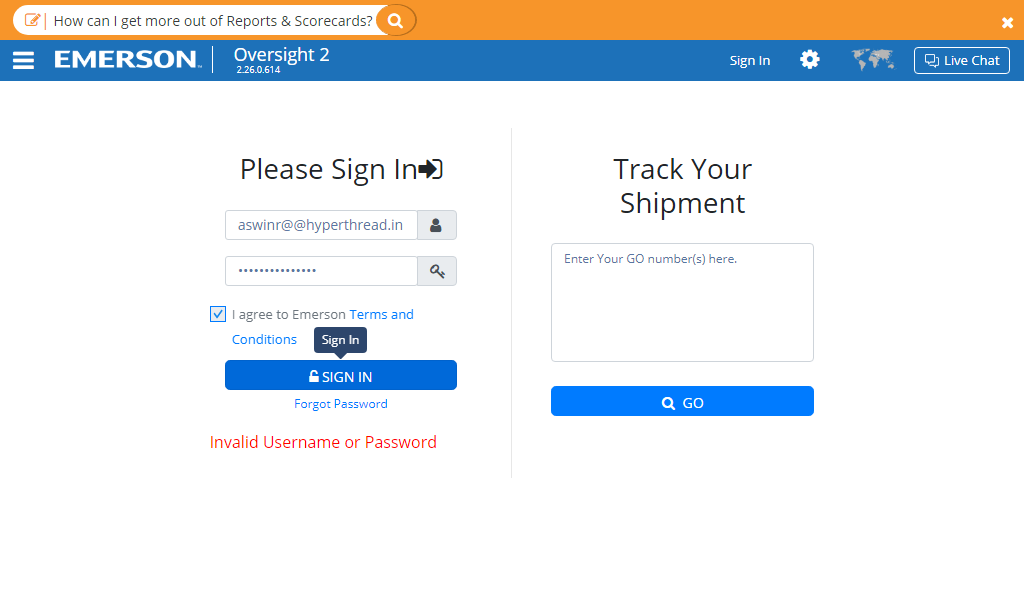 How can I get more out of Reports & Scorecards?
EMERSON™
Oversight 2
2.26.0.614
Sign In
Live Chat
Please Sign In
aswinr@@hyperthread.in
•••••••••••••••
I agree to Emerson Terms and
Conditions
Sign In
SIGN IN
Forgot Password
Invalid Username or Password
Track Your
Shipment
Enter Your GO number(s) here.
GO